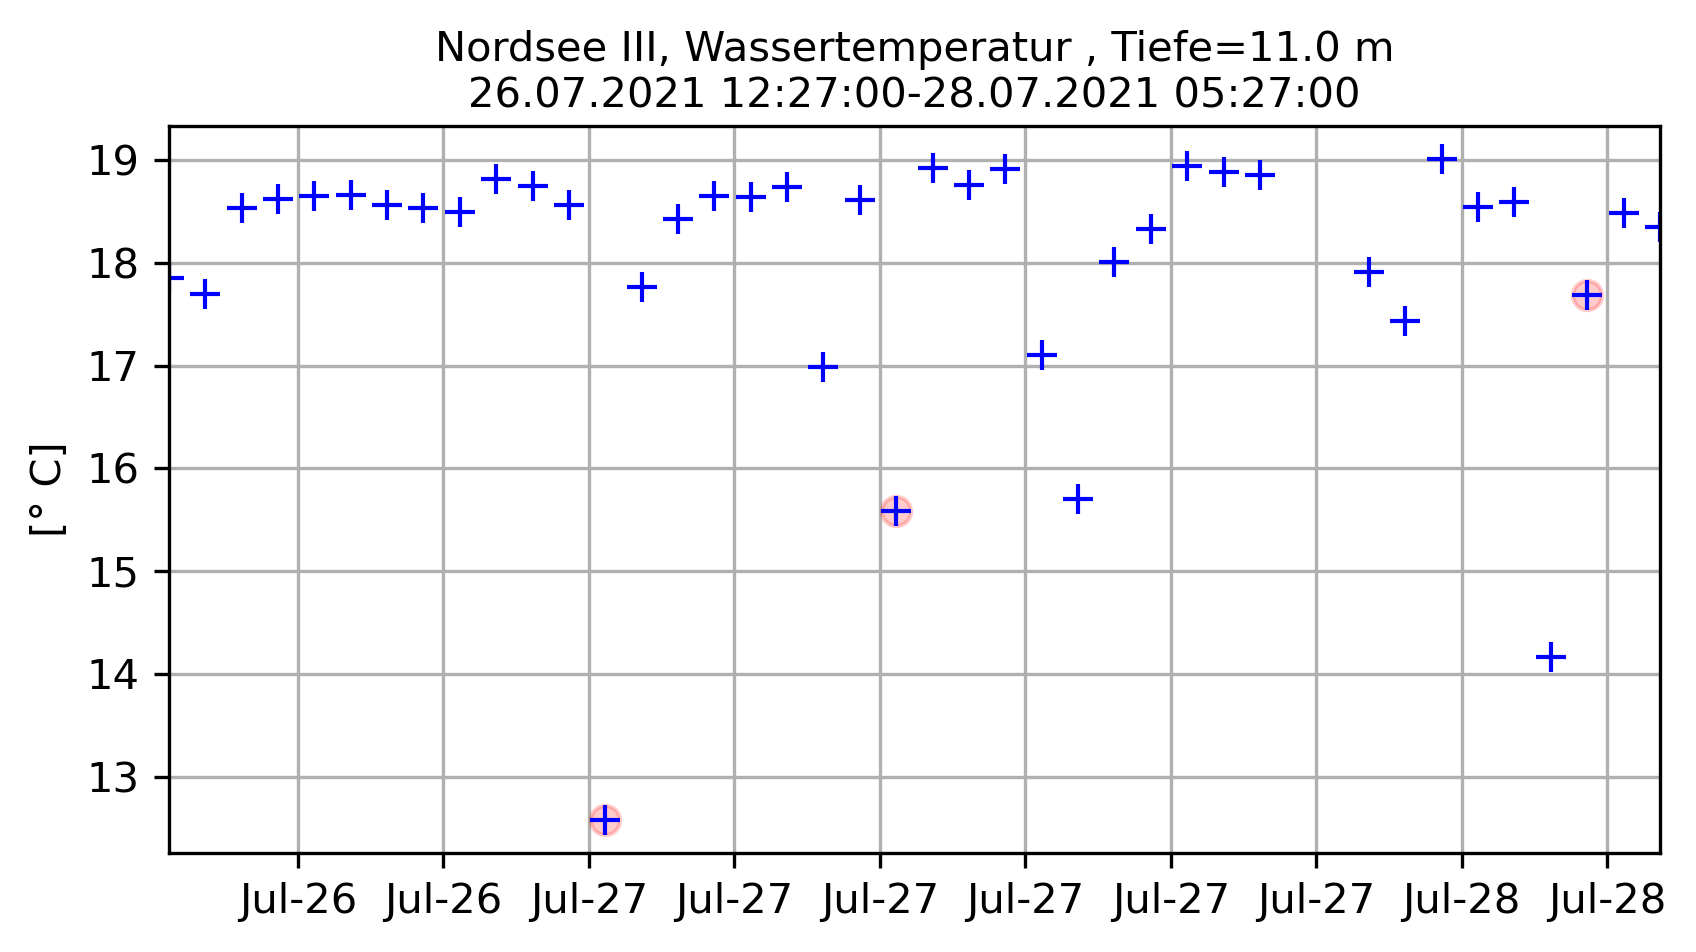 Nordsee III, Wassertemperatur , Tiefe=11.0 m
26.07.2021 12:27:00-28.07.2021 05:27:00
19
18
17
16
15
14
13
[° C]
Jul-26 Jul-26 Jul-27 Jul-27 Jul-27 Jul-27 Jul-27 Jul-27 Jul-28 Jul-28